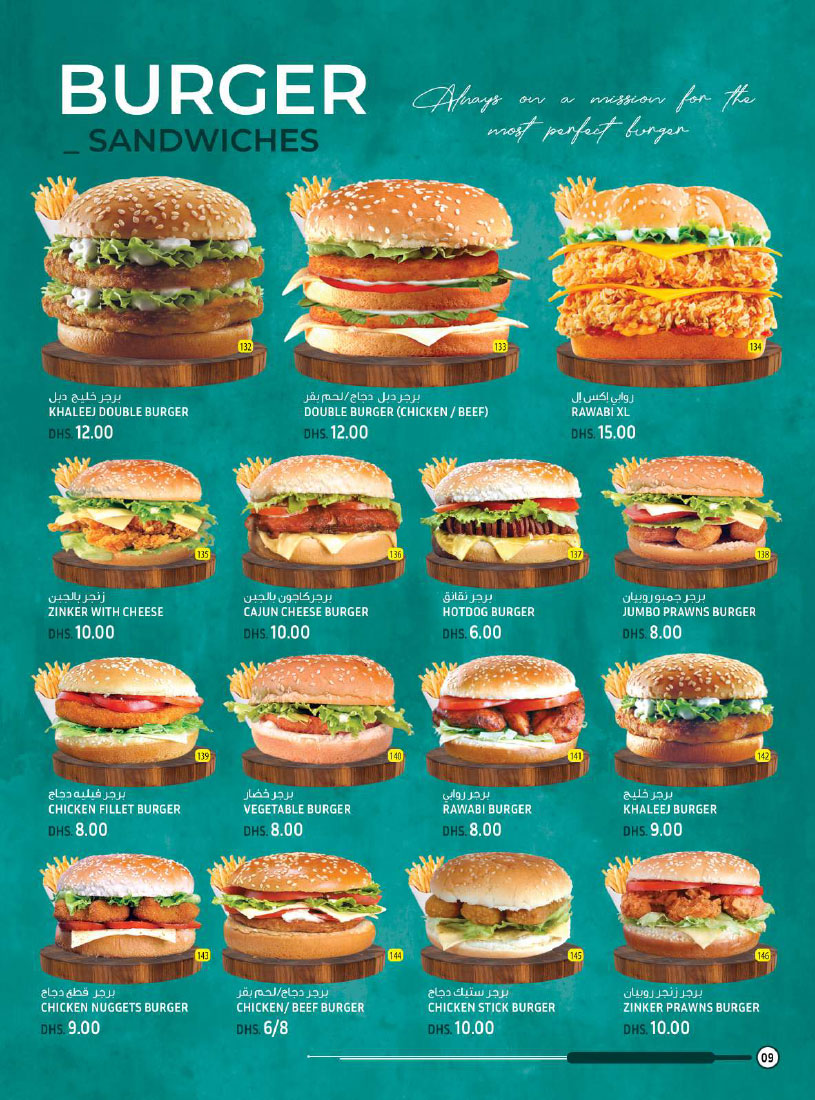 BURGER
_ SANDWICHES
Always on a mission for the
most perfect burger
132
133
134
برجر خليج دبل
KHALEEJ DOUBLE BURGER
DHS. 12.00
برجر دبل دجاج/لحم بقر
DOUBLE BURGER (CHICKEN / BEEF)
DHS. 12.00
روابي إكس إل
RAWABI XL
DHS. 15.00
135
136
137
138
زنجر بالجبن
ZINKER WITH CHEESE
DHS. 10.00
برجر كاجون بالجبن
CAJUN CHEESE BURGER
DHS. 10.00
برجر نقانق
HOTDOG BURGER
DHS. 6.00
برجر جمبو روبيان
JUMBO PRAWNS BURGER
DHS. 8.00
139
140
141
142
برجر فيليه دجاج
CHICKEN FILLET BURGER
DHS. 8.00
برجر خضار
VEGETABLE BURGER
DHS. 8.00
برجر روابي
RAWABI BURGER
DHS. 8.00
برجر خليج
KHALEEJ BURGER
DHS. 9.00
143
144
145
146
برجر قطع دجاج
CHICKEN NUGGETS BURGER
DHS. 9.00
برجر دجاج/لحم بقر
CHICKEN/ BEEF BURGER
DHS. 6/8
برجر ستيك دجاج
CHICKEN STICK BURGER
DHS. 10.00
برجر زنجر روبيان
ZINKER PRAWNS BURGER
DHS. 10.00
09